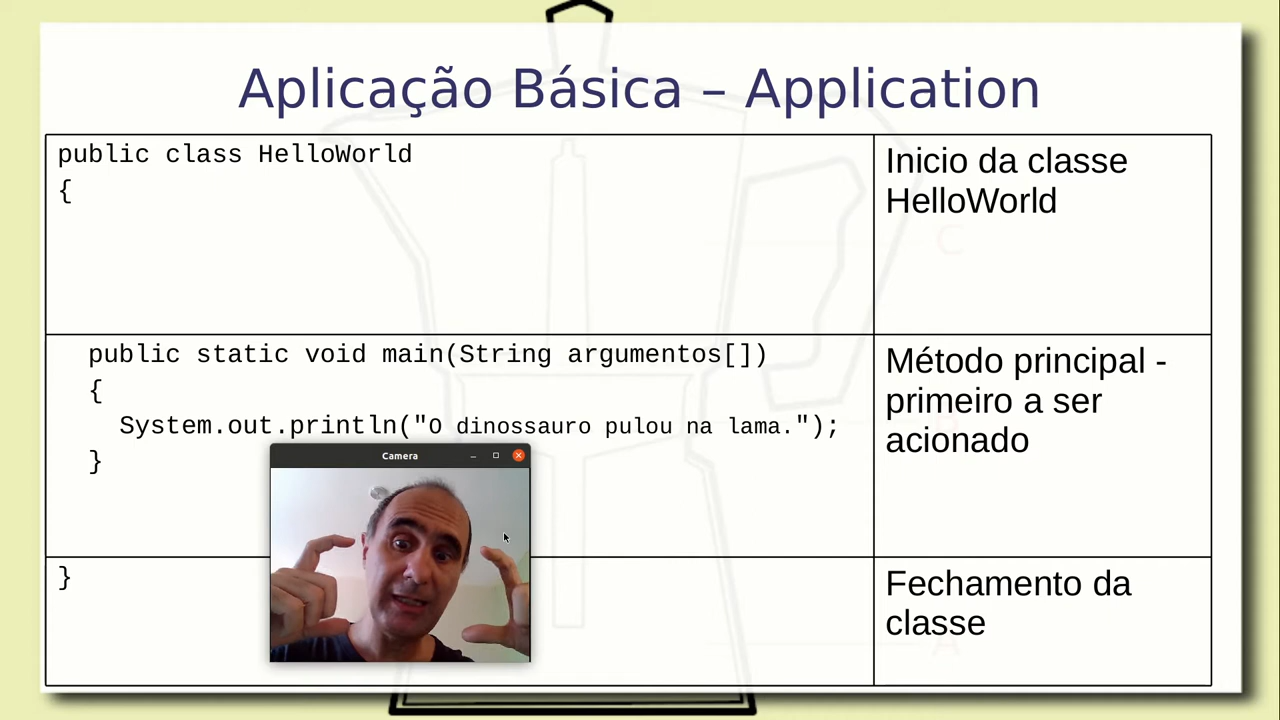 Aplicação Básica – Application
public class HelloWorld
{
Inicio da classe
HelloWorld
public static void main(String argumentos[])
{
System.out.println("O dinossauro pulou na lama.");
}
Método principal -
primeiro a ser
acionado
Camera
}
Fechamento da
classe
C
A